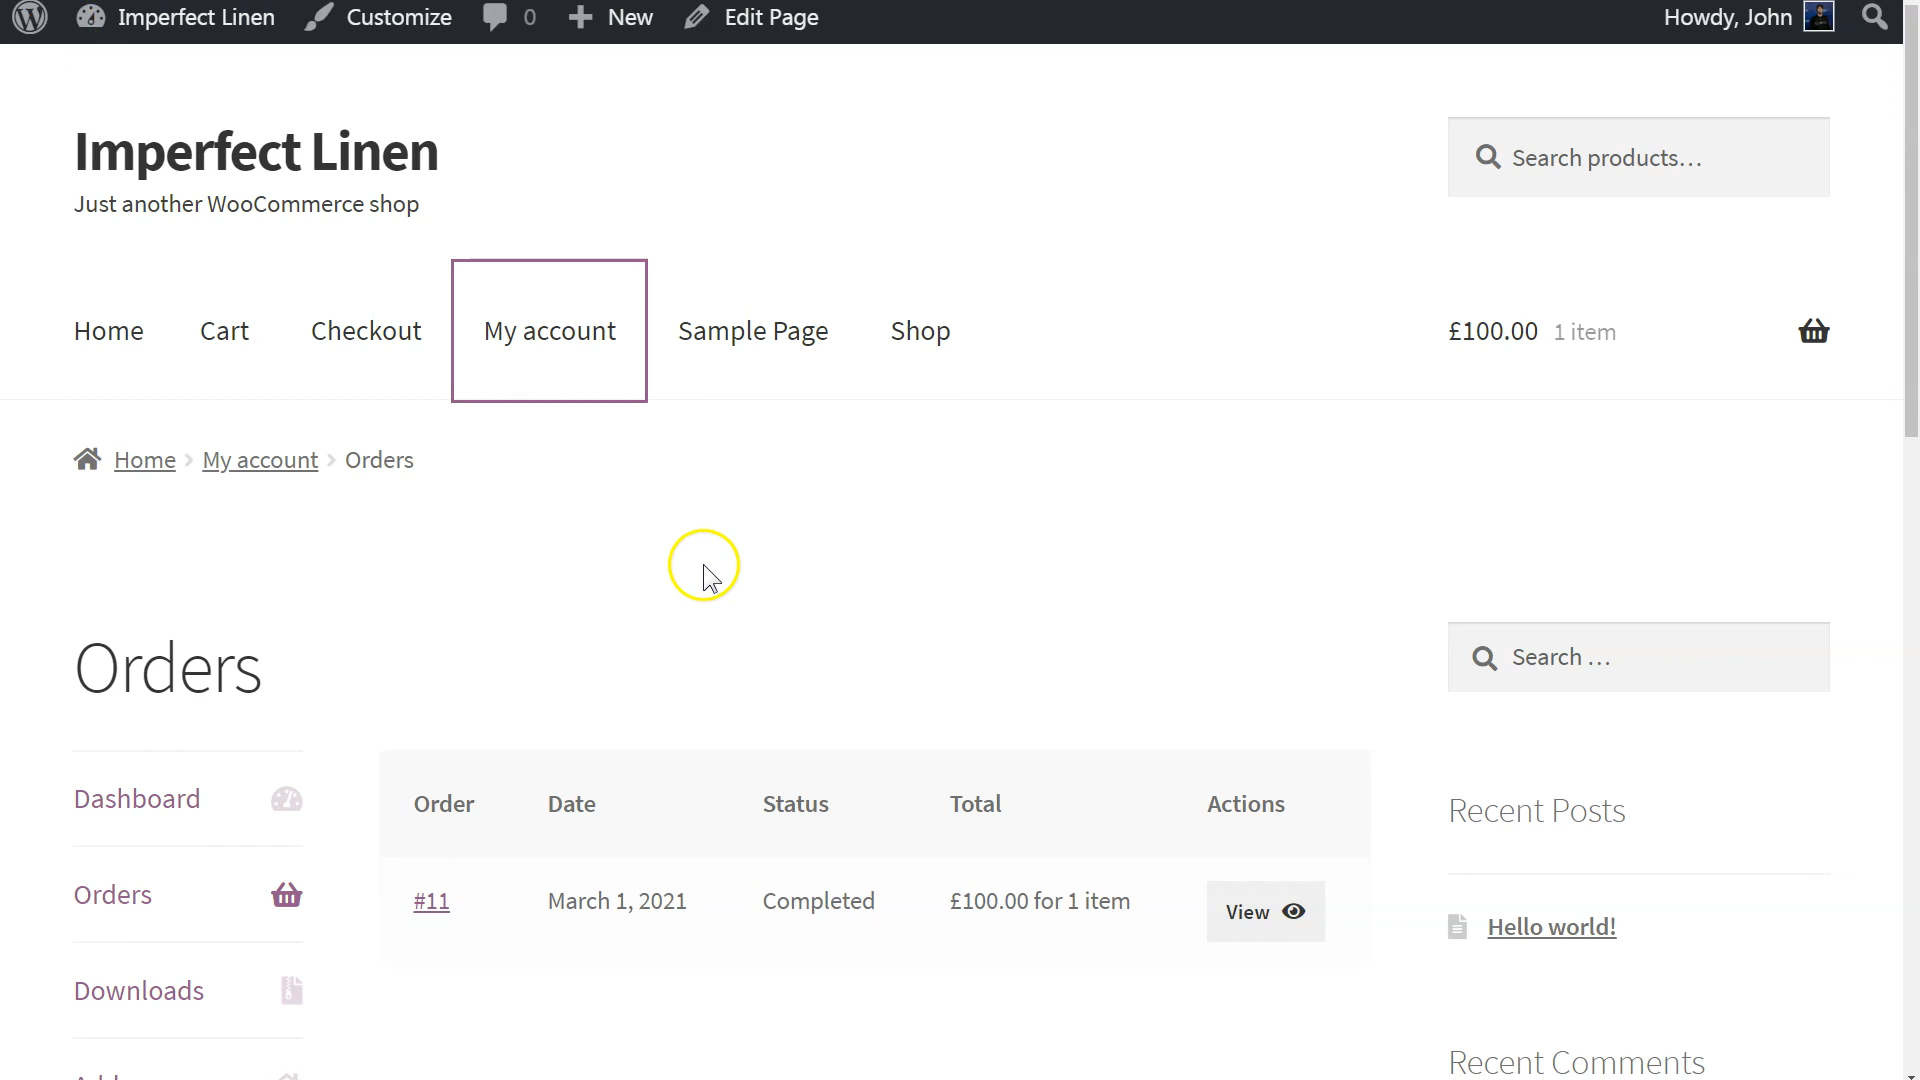 Imperfect Linen Customize 0 New Edit Page Howdy, John
Imperfect Linen
Just another WooCommerce shop
Search products…
Home Cart Checkout My account Sample Page Shop £100.00 1 item
Home My account Orders
Orders
Search …
Dashboard
Orders
Downloads
Order Date Status Total Actions
#11 March 1, 2021 Completed £100.00 for 1 item View
Recent Posts
Hello world!
Recent Comments